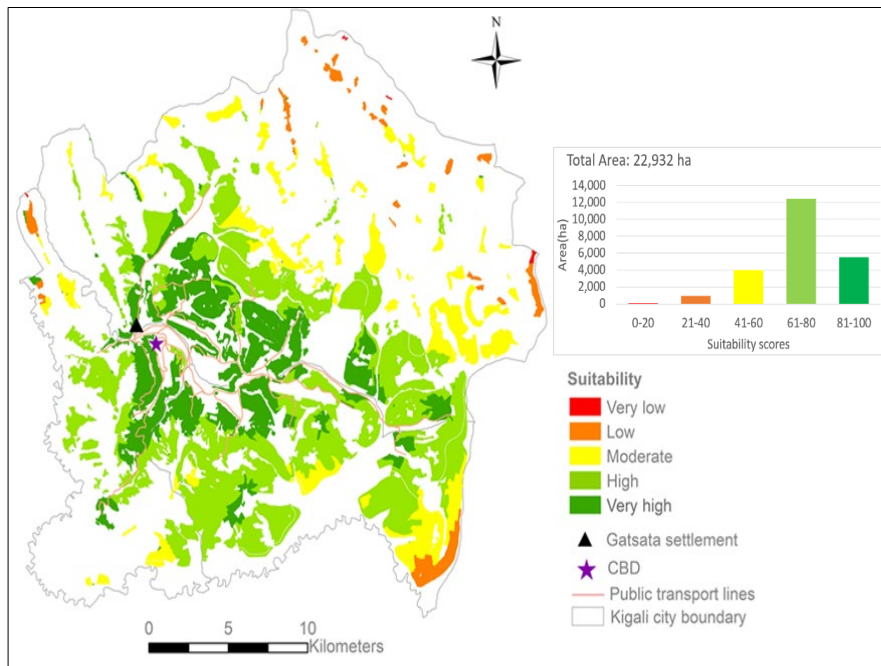 N
Total Area: 22,932 ha
14,000
12,000
10,000
8,000
6,000
4,000
2,000
0
Area(ha)
0-20 21-40 41-60 61-80 81-100
Suitability scores
Suitability
Very low
Low
Moderate
High
Very high
Gatsata settlement
CBD
Public transport lines
Kigali city boundary
0 5 10
Kilometers